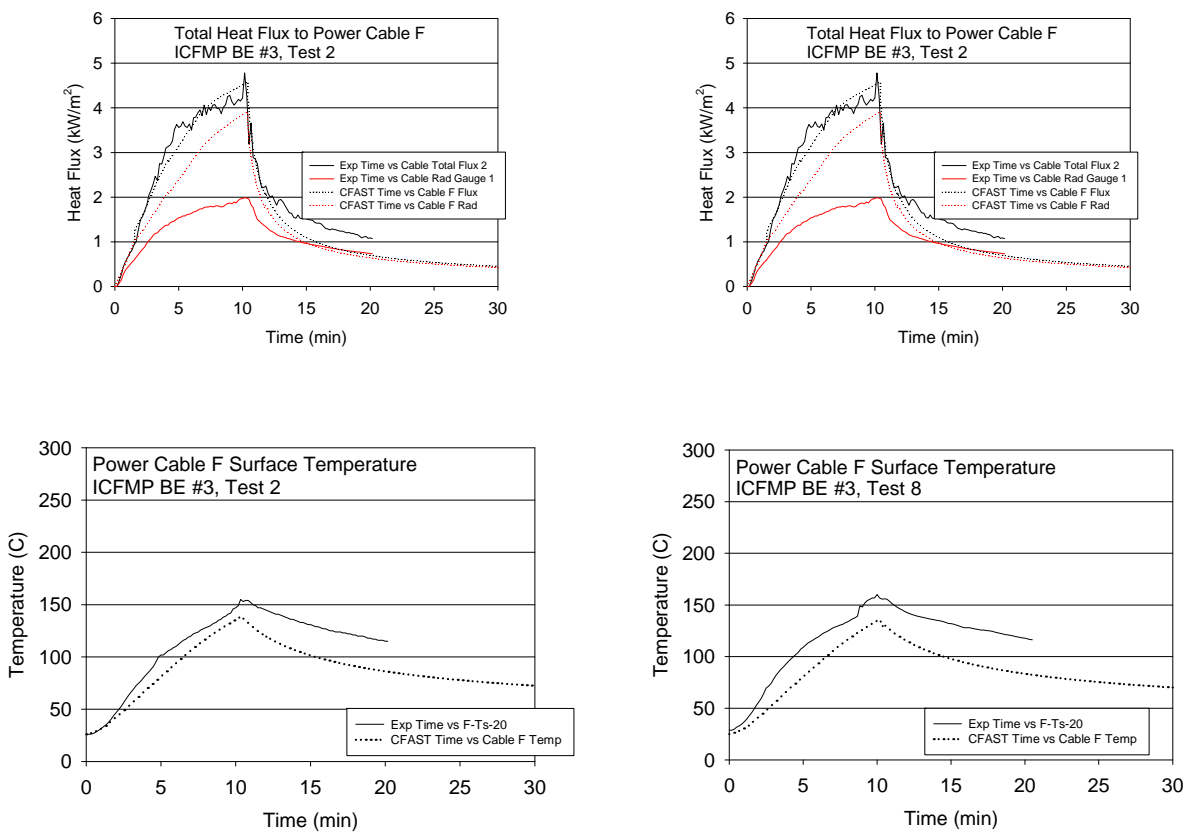 Total Heat Flux to Power Cable F
ICFMP BE #3, Test 2
Heat Flux (kW/m²)
6
5
4
3
2
1
0
Exp Time vs Cable Total Flux 2
Exp Time vs Cable Rad Gauge 1
CFAST Time vs Cable F Flux
CFAST Time vs Cable F Rad
0 5 10 15 20 25 30
Time (min)
Total Heat Flux to Power Cable F
ICFMP BE #3, Test 2
Heat Flux (kW/m²)
6
5
4
3
2
1
0
Exp Time vs Cable Total Flux 2
Exp Time vs Cable Rad Gauge 1
CFAST Time vs Cable F Flux
CFAST Time vs Cable F Rad
0 5 10 15 20 25 30
Time (min)
Power Cable F Surface Temperature
ICFMP BE #3, Test 2
Temperature (C)
300
250
200
150
100
50
0
Exp Time vs F-Ts-20
CFAST Time vs Cable F Temp
0 5 10 15 20 25 30
Time (min)
Power Cable F Surface Temperature
ICFMP BE #3, Test 8
Temperature (C)
300
250
200
150
100
50
0
Exp Time vs F-Ts-20
CFAST Time vs Cable F Temp
0 5 10 15 20 25 30
Time (min)